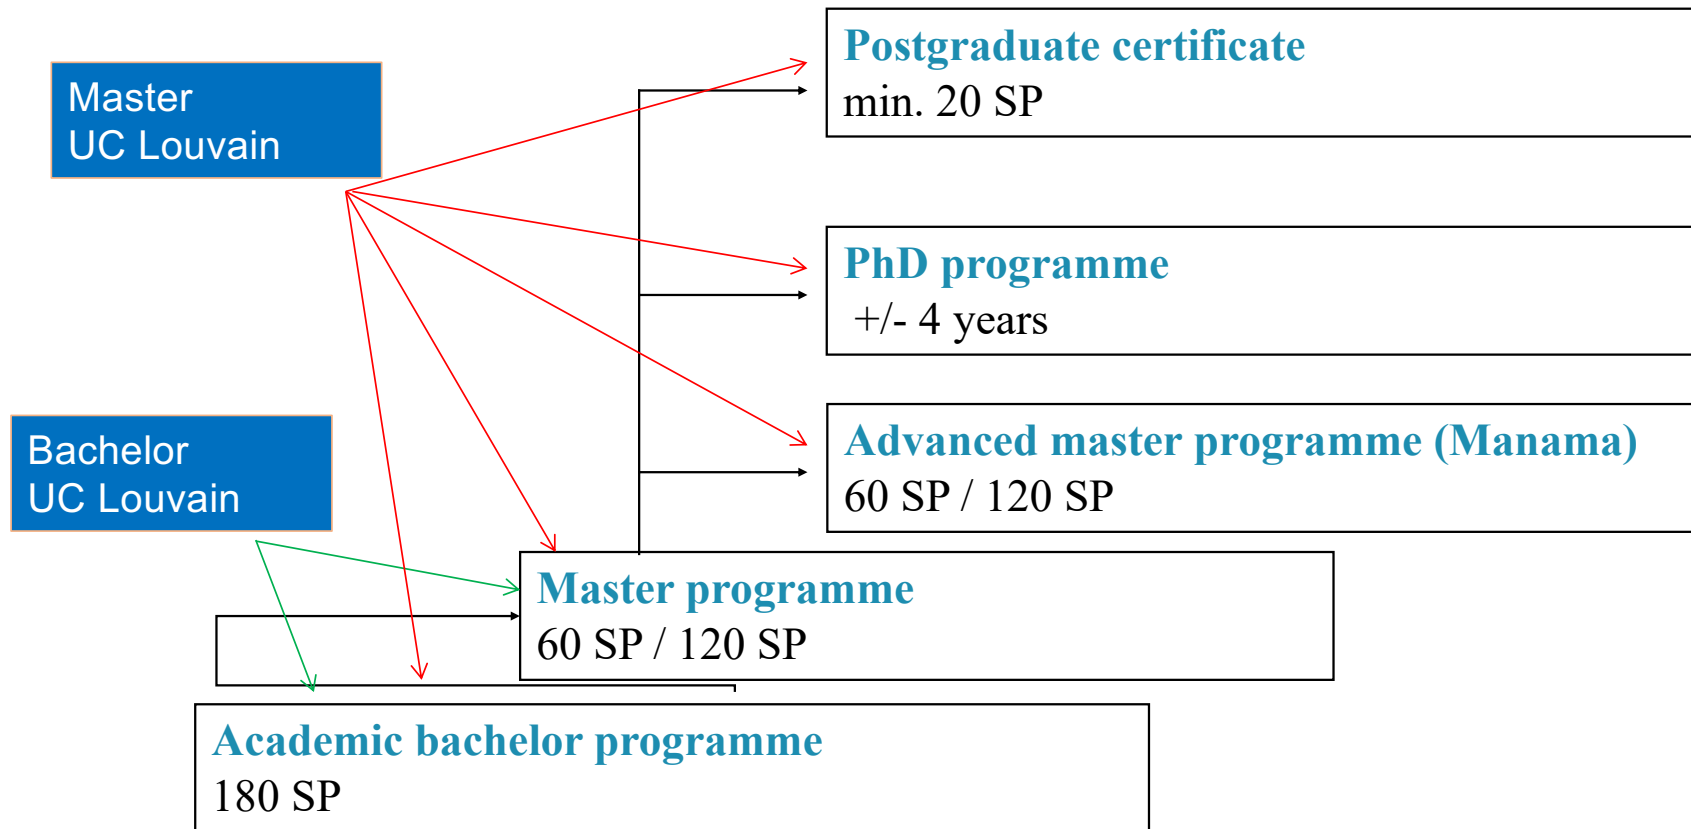 Postgraduate certificate
min. 20 SP
Master
UC Louvain
PhD programme
+/- 4 years
Advanced master programme (Manama)
60 SP / 120 SP
Bachelor
UC Louvain
Master programme
60 SP / 120 SP
Academic bachelor programme
180 SP